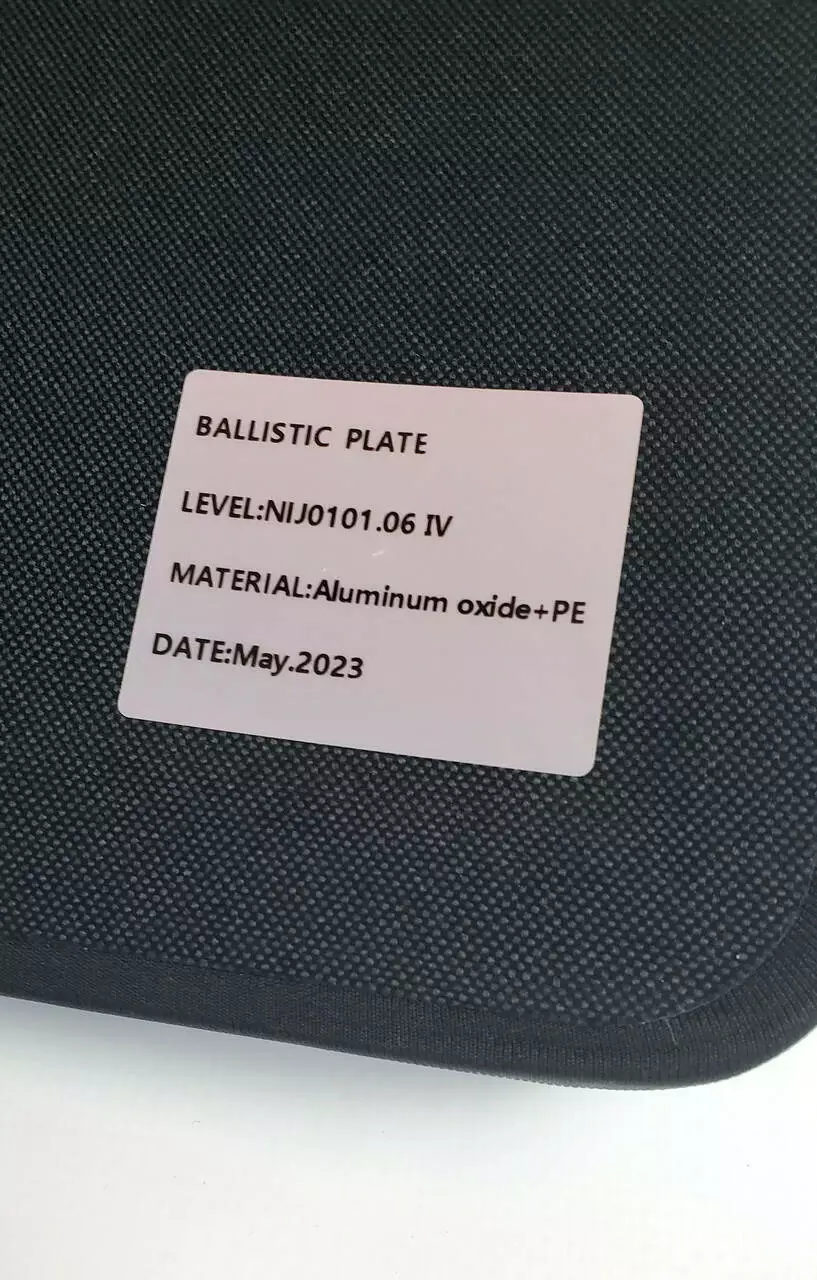 BALLISTIC PLATE
LEVEL:NIJ0101.06 IV
MATERIAL:Aluminum oxide+PE
DATE:May.2023